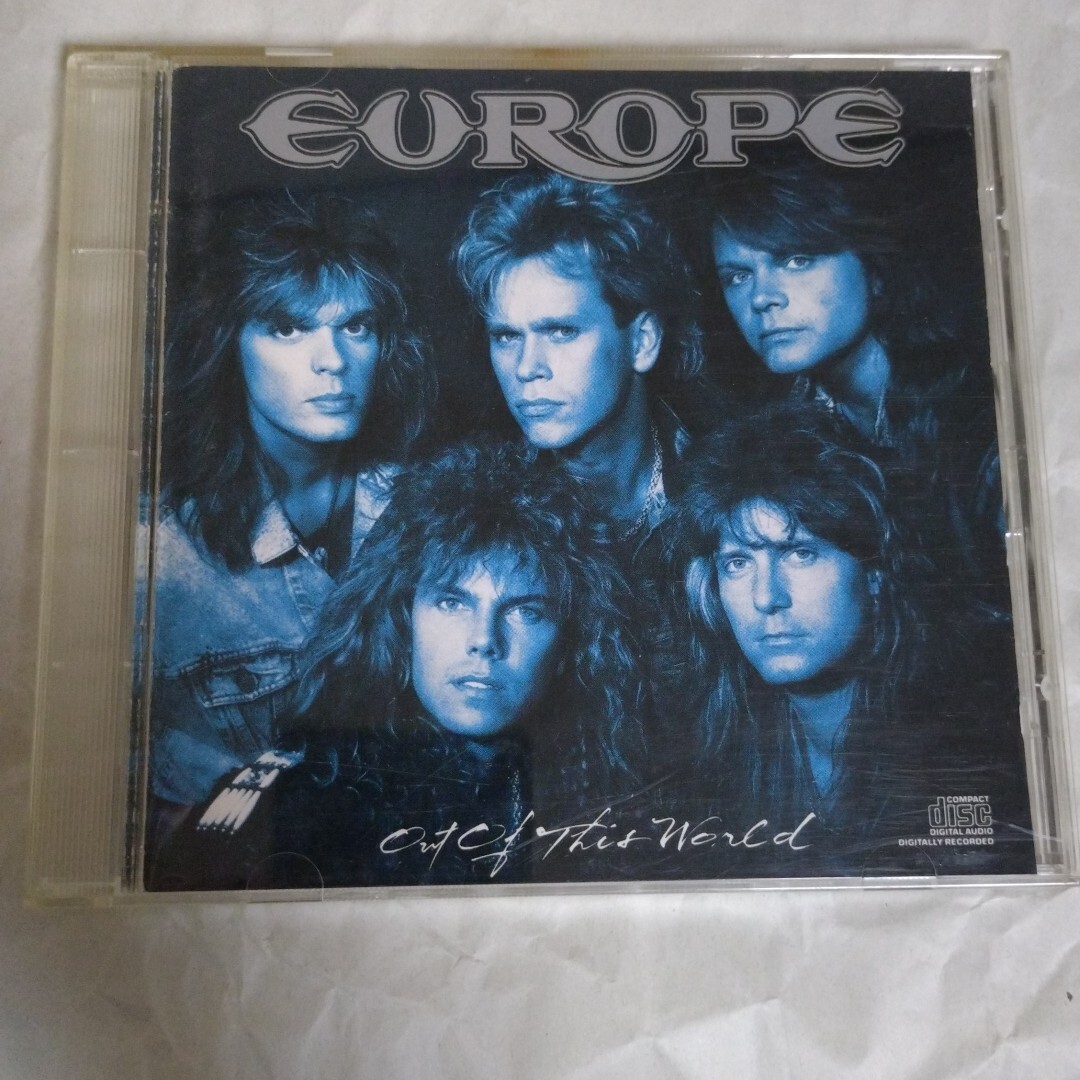 EUROPE
Out Of This World
COMPACT
disc
DIGITAL AUDIO
DIGITALLY RECORDED